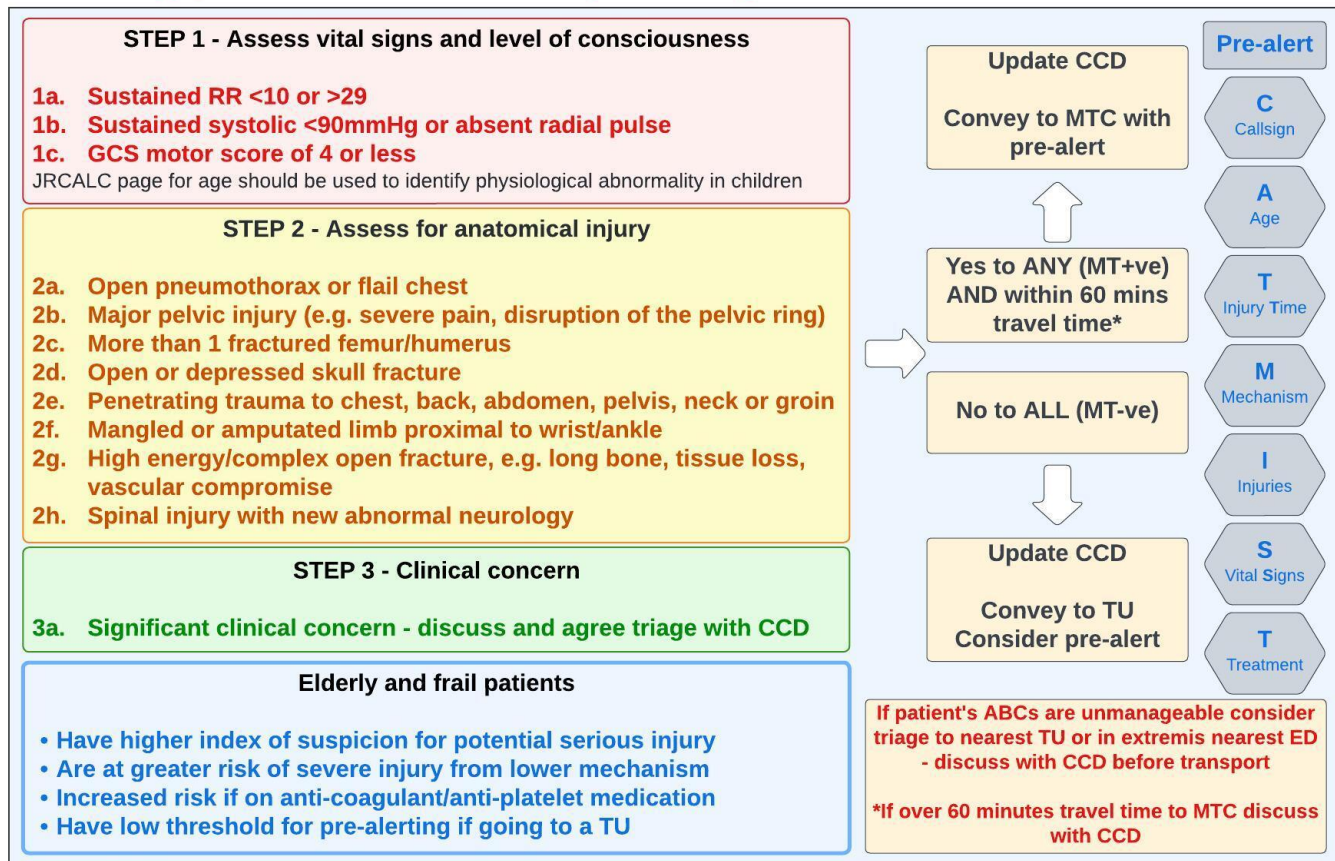 STEP 1 - Assess vital signs and level of consciousness
1a. Sustained RR <10 or >29
1b. Sustained systolic <90mmHg or absent radial pulse
1c. GCS motor score of 4 or less
JRCALC page for age should be used to identify physiological abnormality in children
STEP 2 - Assess for anatomical injury
2a. Open pneumothorax or flail chest
2b. Major pelvic injury (e.g. severe pain, disruption of the pelvic ring)
2c. More than 1 fractured femur/humerus
2d. Open or depressed skull fracture
2e. Penetrating trauma to chest, back, abdomen, pelvis, neck or groin
2f. Mangled or amputated limb proximal to wrist/ankle
2g. High energy/complex open fracture, e.g. long bone, tissue loss,
vascular compromise
2h. Spinal injury with new abnormal neurology
STEP 3 - Clinical concern
3a. Significant clinical concern - discuss and agree triage with CCD
Elderly and frail patients
• Have higher index of suspicion for potential serious injury
• Are at greater risk of severe injury from lower mechanism
• Increased risk if on anti-coagulant/anti-platelet medication
• Have low threshold for pre-alerting if going to a TU
Update CCD
Convey to MTC with
pre-alert
Yes to ANY (MT+ve)
AND within 60 mins
travel time*
No to ALL (MT-ve)
Update CCD
Convey to TU
Consider pre-alert
Pre-alert
C
Callsign
A
Age
T
Injury Time
M
Mechanism
I
Injuries
S
Vital Signs
T
Treatment
If patient's ABCs are unmanageable consider
triage to nearest TU or in extremis nearest ED
- discuss with CCD before transport
*If over 60 minutes travel time to MTC discuss
with CCD